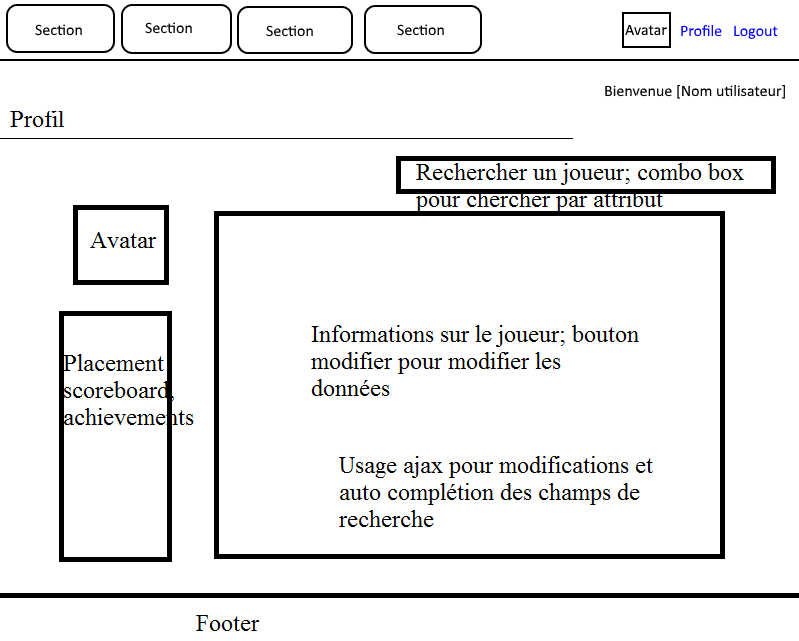 Section
Section
Section
Section
Avatar
Profile
Logout
Bienvenue [Nom utilisateur]
Profil
Rechercher un joueur; combo box
pour chercher par attribut
Avatar
Placement
scoreboard,
achievements
Informations sur le joueur; bouton
modifier pour modifier les
données
Usage ajax pour modifications et
auto complétion des champs de
recherche
Footer